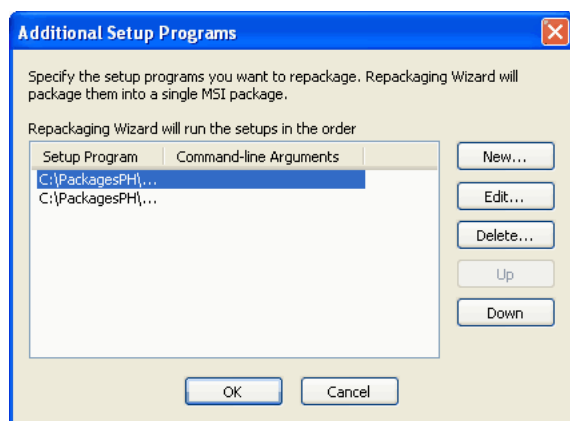 Additional Setup Programs
Specify the setup programs you want to repackage. Repackaging Wizard will
package them into a single MSI package.
Repackaging Wizard will run the setups in the order
Setup Program Command-line Arguments
C:\PackagesPH\...
C:\PackagesPH\...
New...
Edit...
Delete...
Up
Down
OK Cancel